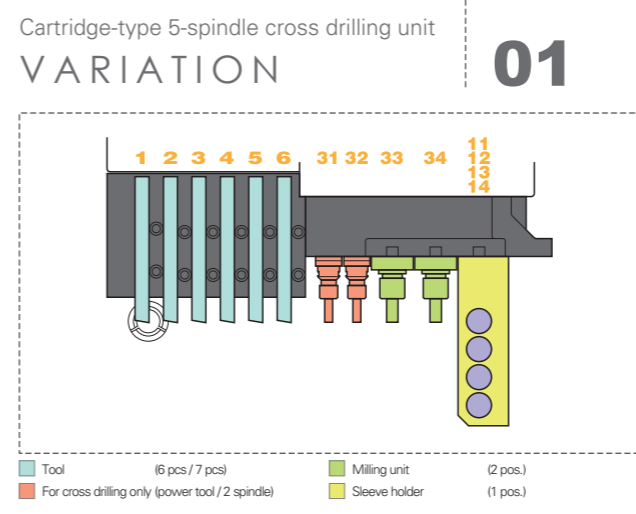 Cartridge-type 5-spindle cross drilling unit
VARIATION
01
1 2 3 4 5 6 31 32 33 34
11
12
13
14
Tool (6 pcs / 7 pcs)
Milling unit (2 pos.)
For cross drilling only (power tool / 2 spindle)
Sleeve holder (1 pos.)